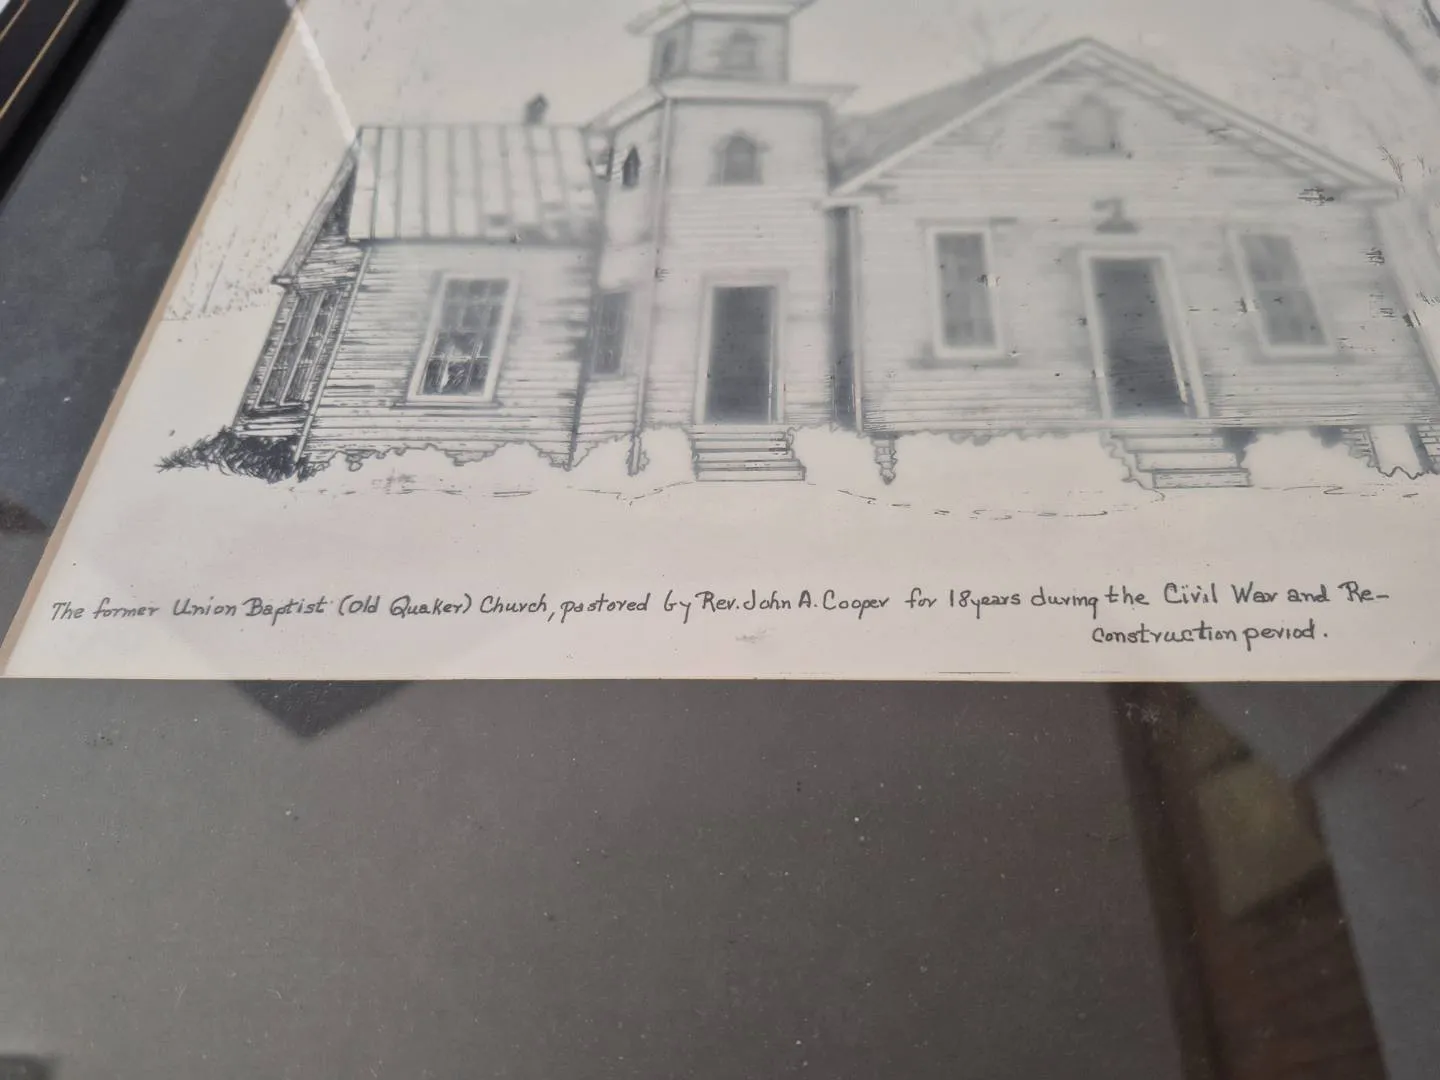 The former Union Baptist (Old Quaker) Church, pastored by Rev. John A. Cooper for 18 years during the Civil War and Re-
construction period.